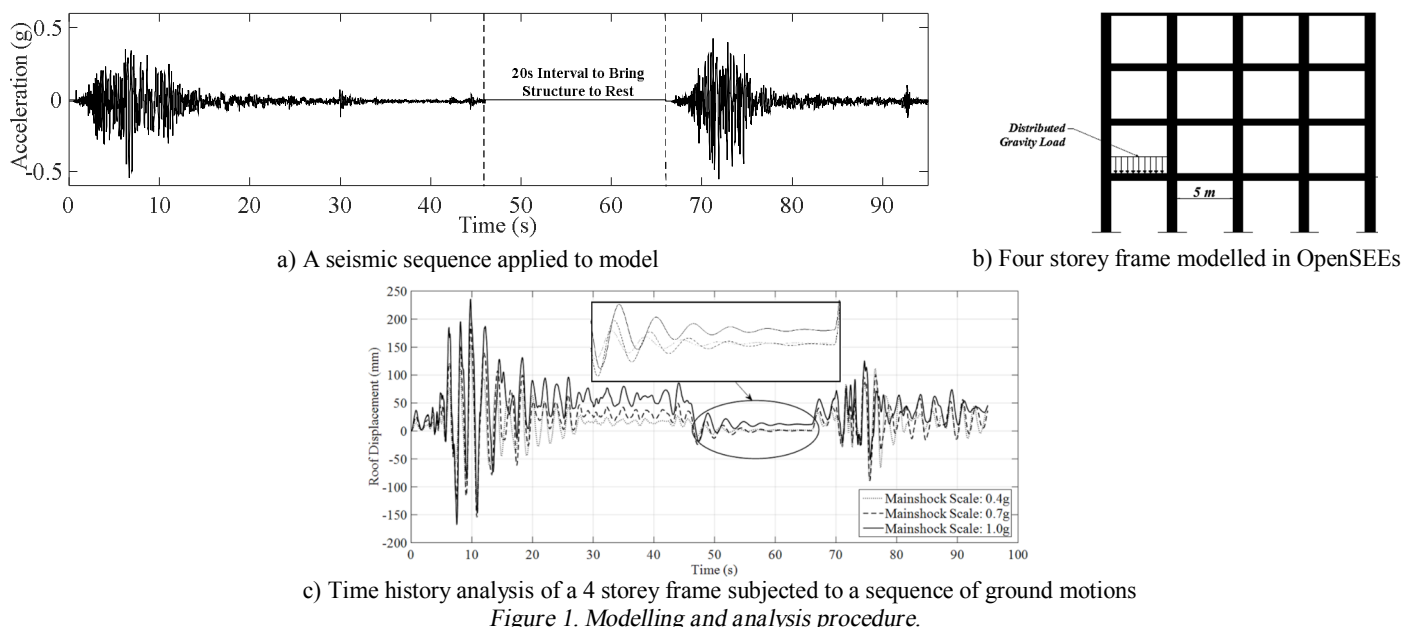 0.5
0
-0.5
Acceleration (g)
20s Interval to Bring
Structure to Rest
0 10 20 30 40 50 60 70 80 90
Time (s)
a) A seismic sequence applied to model
Distributed
Gravity Load
5 m
b) Four storey frame modelled in OpenSEEs
250
200
150
100
50
0
-50
-100
-150
-200
Roof Displacement (mm)
Mainshock Scale: 0.4g
Mainshock Scale: 0.7g
Mainshock Scale: 1.0g
0 10 20 30 40 50 60 70 80 90 100
Time (s)
c) Time history analysis of a 4 storey frame subjected to a sequence of ground motions
Figure 1. Modelling and analysis procedure.